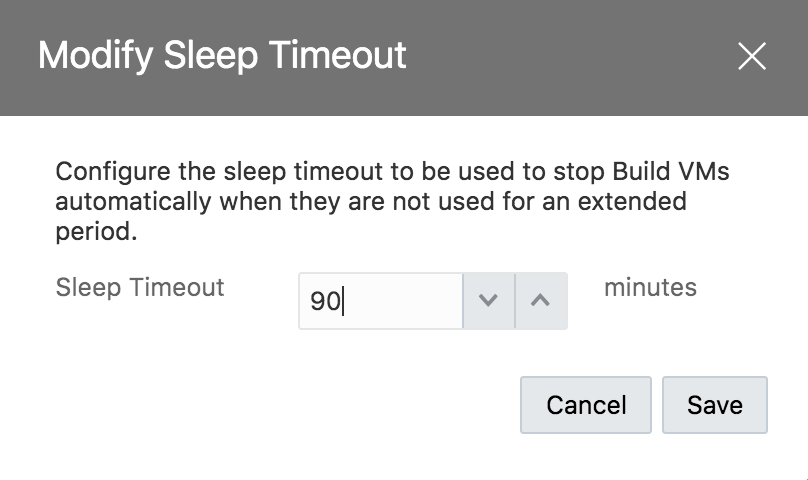 Modify Sleep Timeout
Configure the sleep timeout to be used to stop Build VMs
automatically when they are not used for an extended
period.
Sleep Timeout 90 minutes
Cancel Save